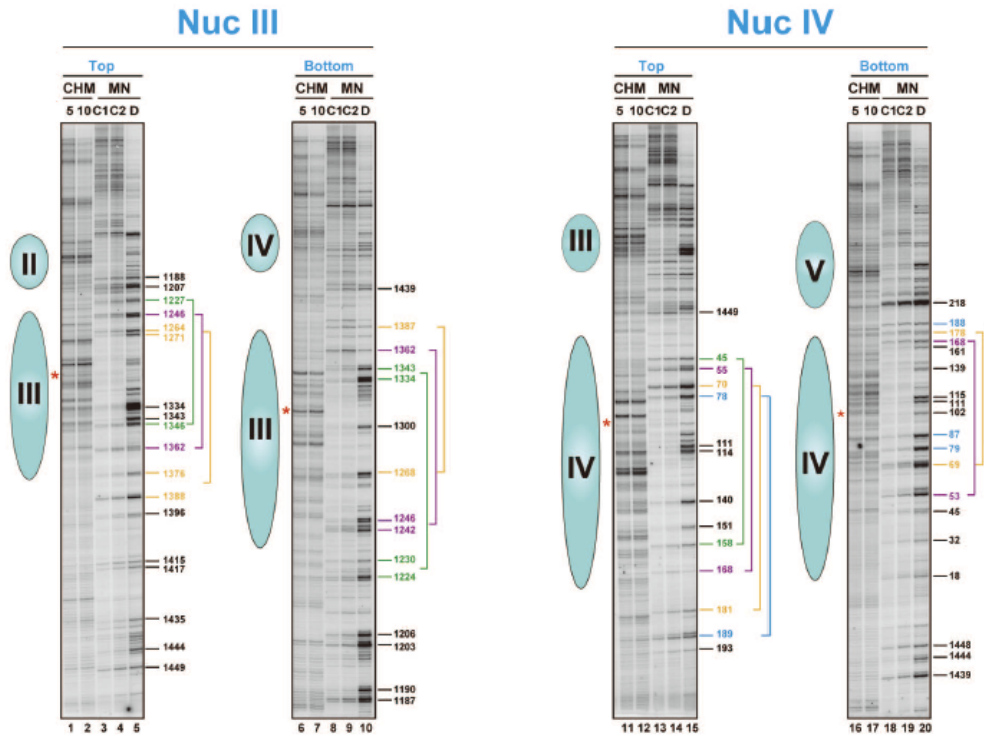 Nuc III
Nuc IV
Top
Bottom
Top
Bottom
CHM MN
CHM MN
CHM MN
CHM MN
5 10 C1 C2 D
5 10 C1 C2 D
5 10 C1 C2 D
5 10 C1 C2 D
II
III
*
1188
1207
1227
1246
1264
1271
1334
1343
1346
1362
1376
1388
1396
1415
1417
1435
1444
1449
1 2 3 4 5
IV
III
*
1439
1387
1362
1343
1334
1300
1268
1246
1242
1230
1224
1206
1203
1190
1187
6 7 8 9 10
III
IV
*
1449
45
55
70
78
111
114
140
151
158
168
181
189
193
11 12 13 14 15
V
IV
*
218
188
178
168
161
139
115
111
102
87
79
69
53
45
32
18
1448
1444
1439
16 17 18 19 20